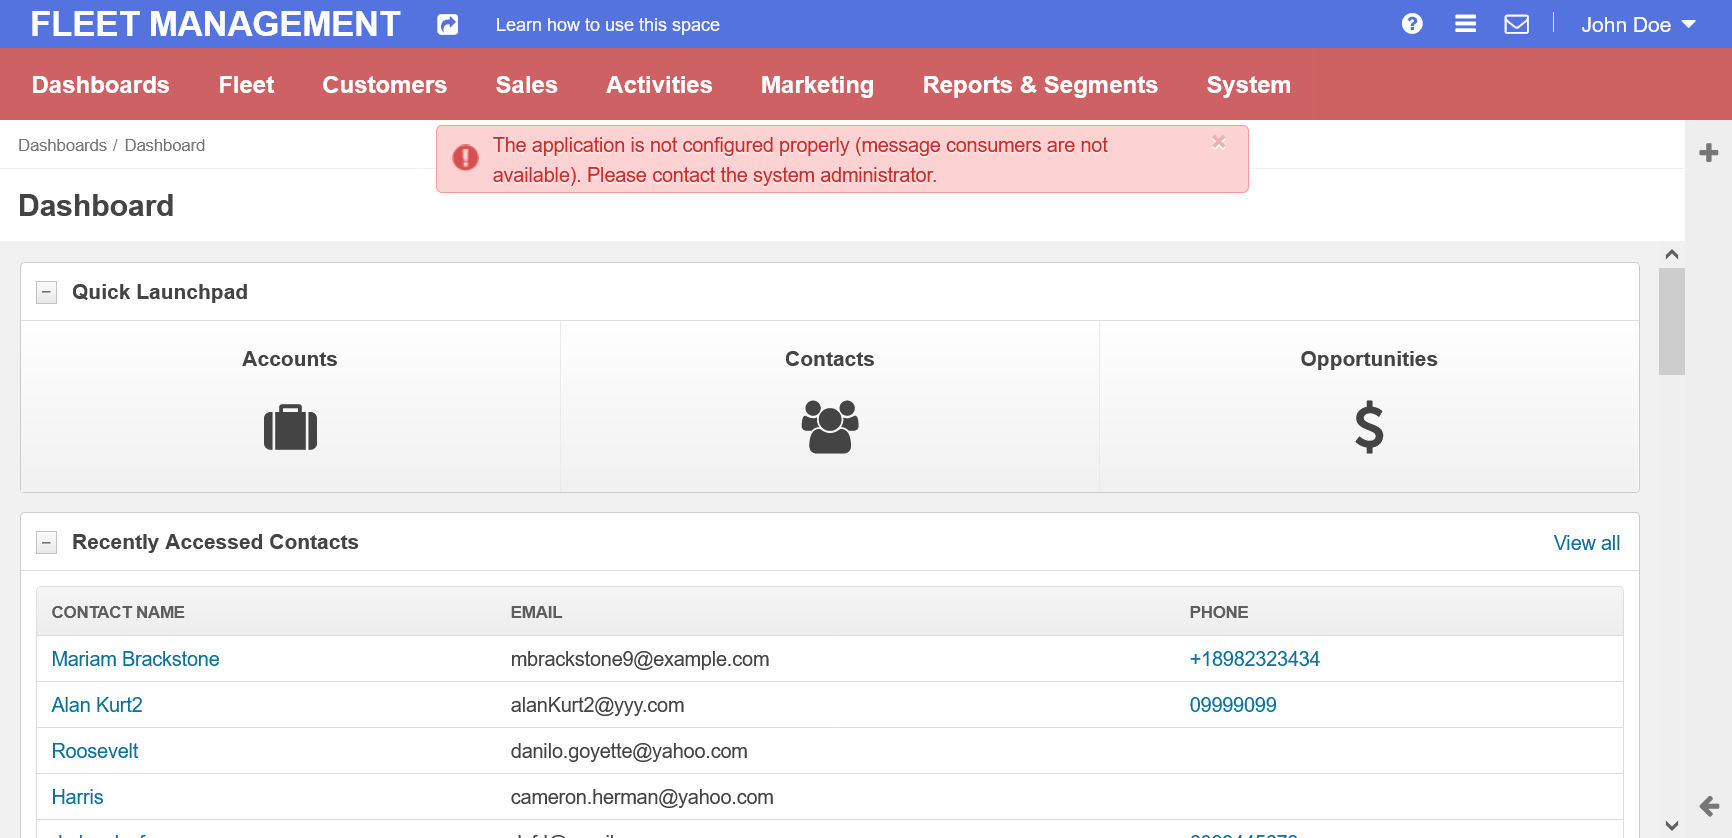 FLEET MANAGEMENT
Learn how to use this space
John Doe
Dashboards Fleet Customers Sales Activities Marketing Reports & Segments System
Dashboards / Dashboard
The application is not configured properly (message consumers are not
available). Please contact the system administrator.
×
Dashboard
Quick Launchpad
Accounts Contacts Opportunities
Recently Accessed Contacts
View all
CONTACT NAME EMAIL PHONE
Mariam Brackstone mbrackstone9@example.com +18982323434
Alan Kurt2 alanKurt2@yyy.com 09999099
Roosevelt danilo.goyette@yahoo.com
Harris cameron.herman@yahoo.com